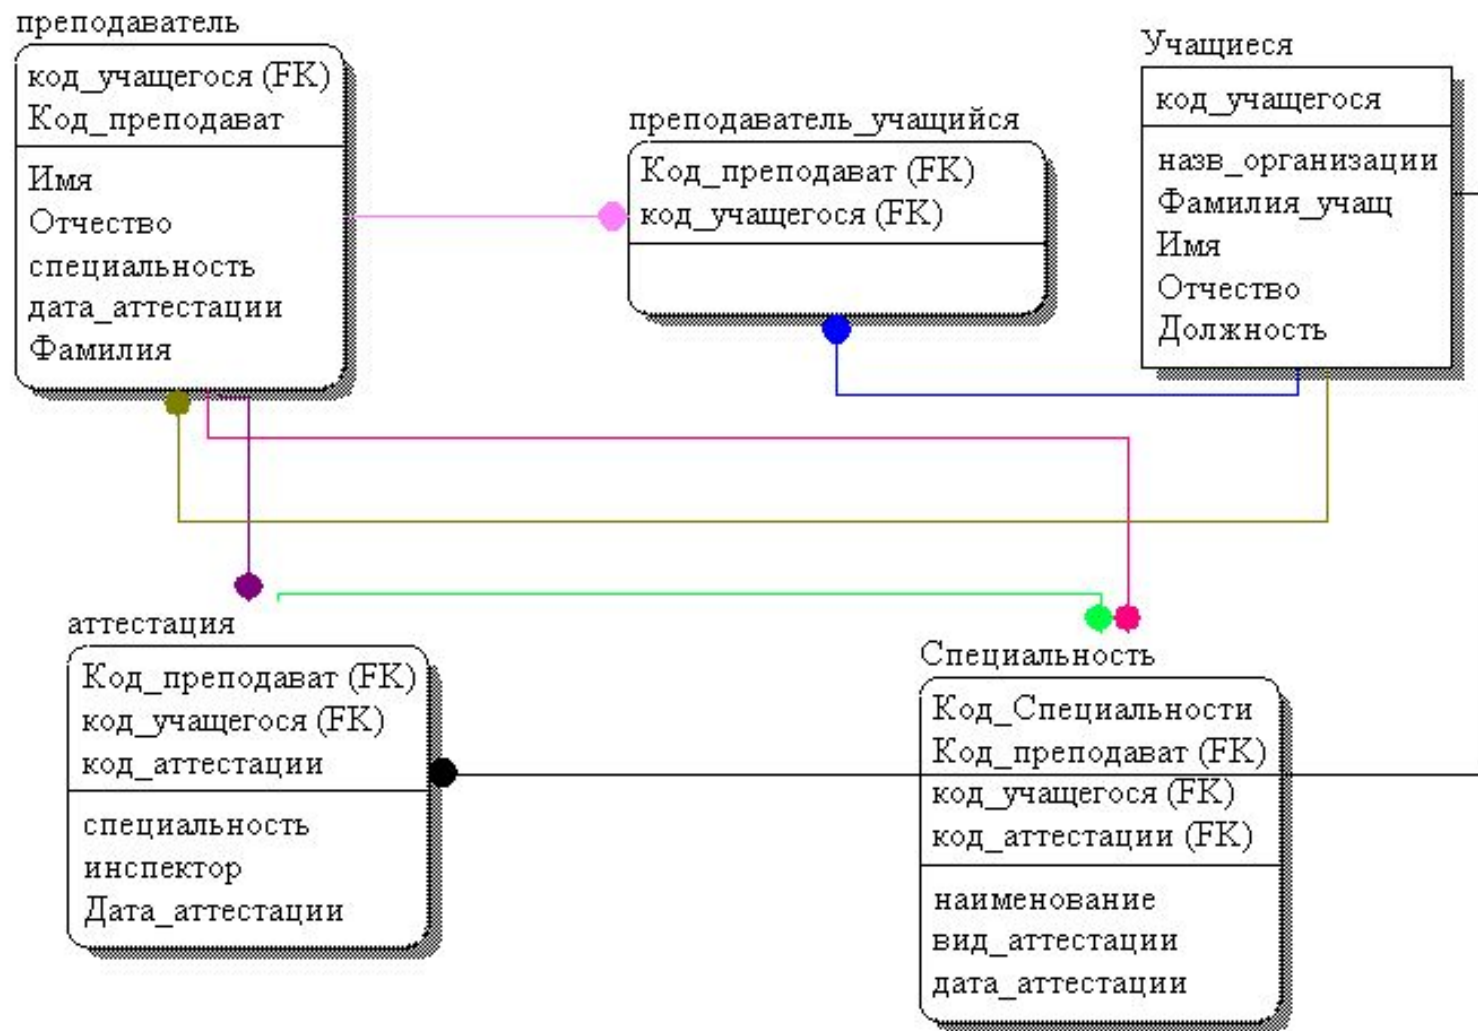 преподаватель
код_учащегося (FK)
Код_преподават
Имя
Отчество
специальность
дата_аттестации
Фамилия
преподаватель_учащийся
Код_преподават (FK)
код_учащегося (FK)
Учащиеся
код_учащегося
назв_организации
Фамилия_учащ
Имя
Отчество
Должность
аттестация
Код_преподават (FK)
код_учащегося (FK)
код_аттестации
специальность
инспектор
Дата_аттестации
Специальность
Код_Специальности
Код_преподават (FK)
код_учащегося (FK)
код_аттестации (FK)
наименование
вид_аттестации
дата_аттестации